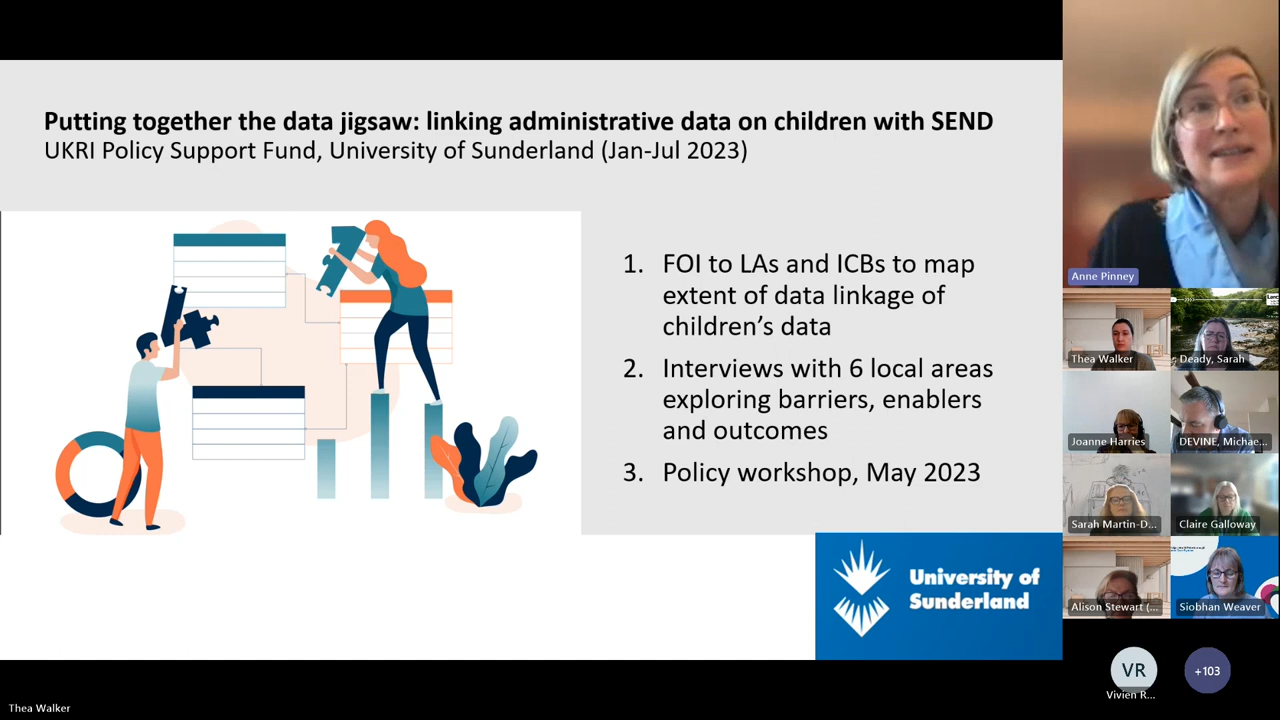 Putting together the data jigsaw: linking administrative data on children with SEND
UKRI Policy Support Fund, University of Sunderland (Jan-Jul 2023)
1. FOI to LAs and ICBs to map
extent of data linkage of
children's data
2. Interviews with 6 local areas
exploring barriers, enablers
and outcomes
3. Policy workshop, May 2023
University of
Sunderland
Anne Pinney
Thea Walker
Deady, Sarah
Joanne Harries
DEVINE, Michae...
Sarah Martin-D...
Claire Galloway
Alison Stewart (...
Siobhan Weaver
VR
+103
Vivien R...
Thea Walker